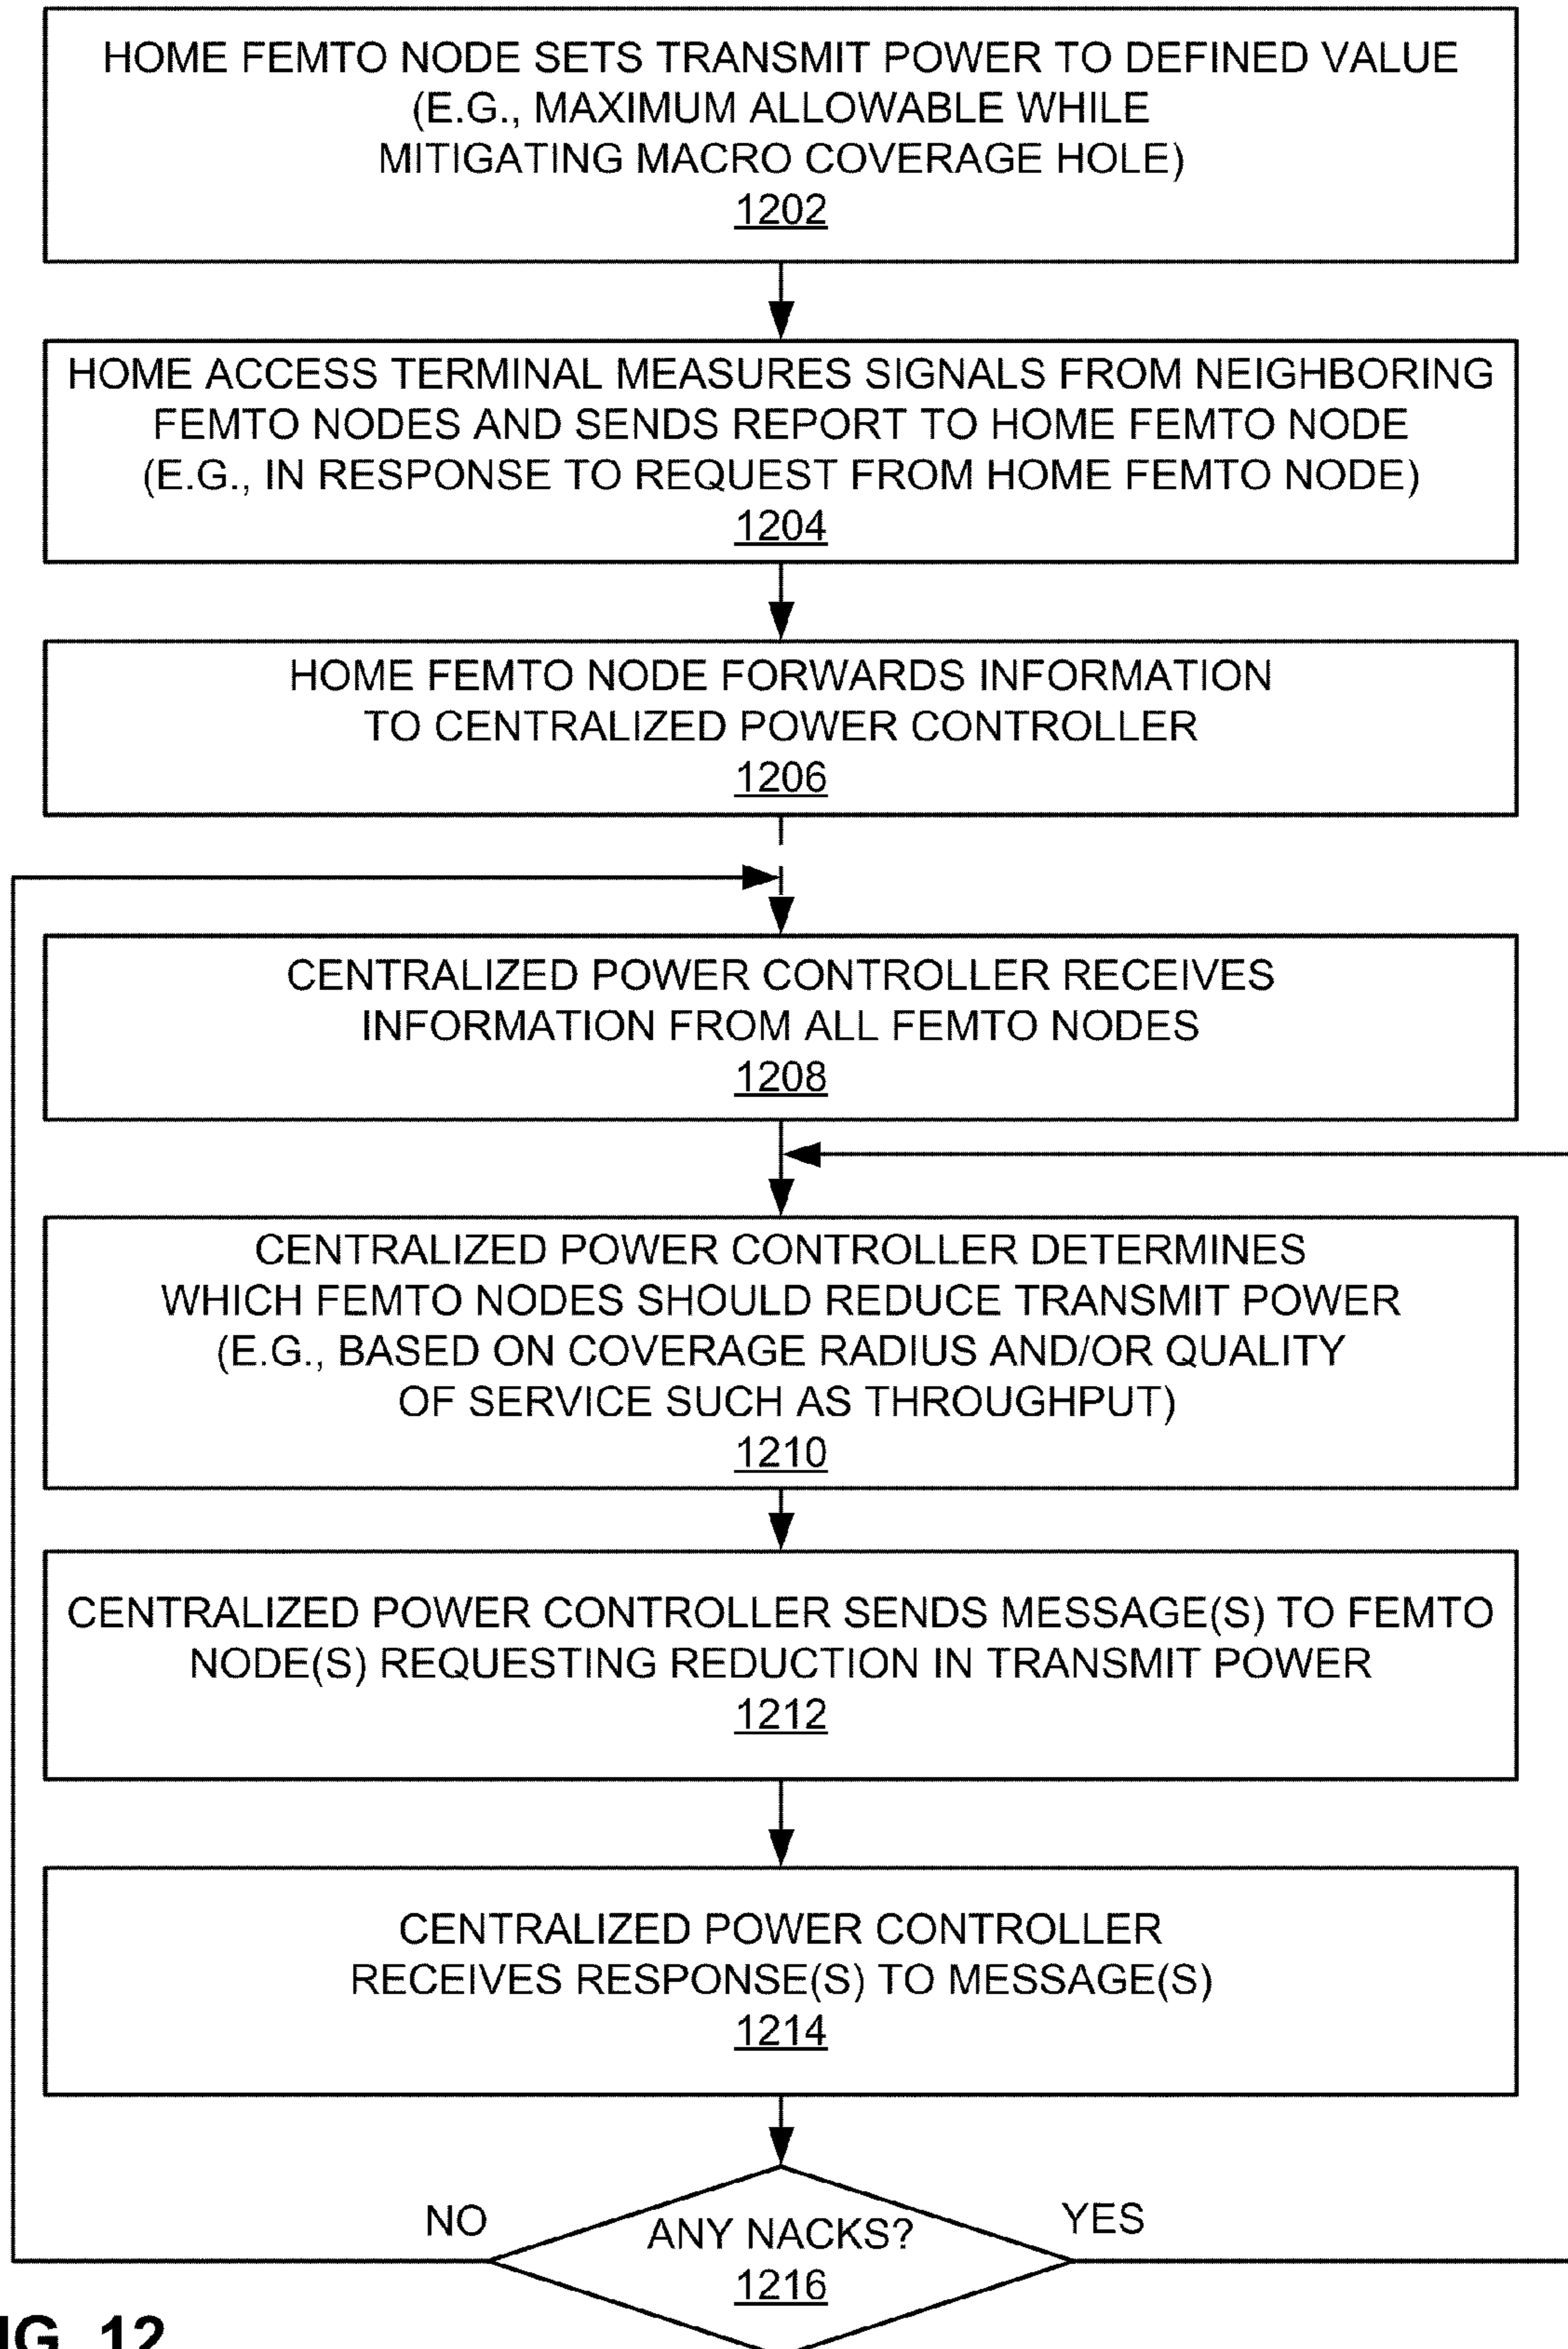 HOME FEMTO NODE SETS TRANSMIT POWER TO DEFINED VALUE
(E.G., MAXIMUM ALLOWABLE WHILE
MITIGATING MACRO COVERAGE HOLE)
1202
HOME ACCESS TERMINAL MEASURES SIGNALS FROM NEIGHBORING
FEMTO NODES AND SENDS REPORT TO HOME FEMTO NODE
(E.G., IN RESPONSE TO REQUEST FROM HOME FEMTO NODE)
1204
HOME FEMTO NODE FORWARDS INFORMATION
TO CENTRALIZED POWER CONTROLLER
1206
CENTRALIZED POWER CONTROLLER RECEIVES
INFORMATION FROM ALL FEMTO NODES
1208
CENTRALIZED POWER CONTROLLER DETERMINES
WHICH FEMTO NODES SHOULD REDUCE TRANSMIT POWER
(E.G., BASED ON COVERAGE RADIUS AND/OR QUALITY
OF SERVICE SUCH AS THROUGHPUT)
1210
CENTRALIZED POWER CONTROLLER SENDS MESSAGE(S) TO FEMTO
NODE(S) REQUESTING REDUCTION IN TRANSMIT POWER
1212
CENTRALIZED POWER CONTROLLER
RECEIVES RESPONSE(S) TO MESSAGE(S)
1214
NO
YES
ANY NACKS?
1216
12